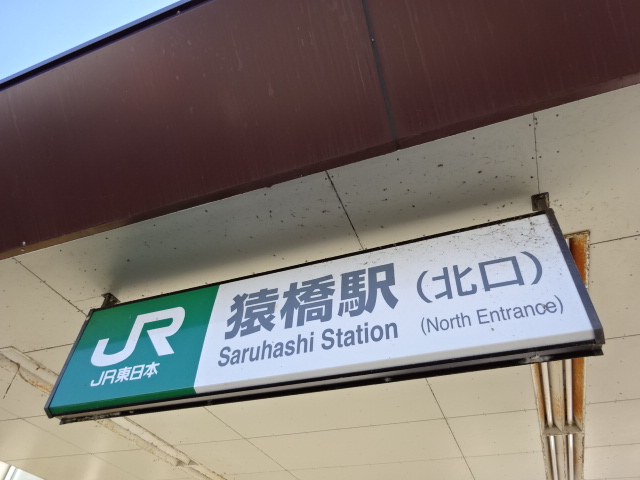 JR
JR東日本
猿橋駅（北口）
Saruhashi Station (North Entrance)